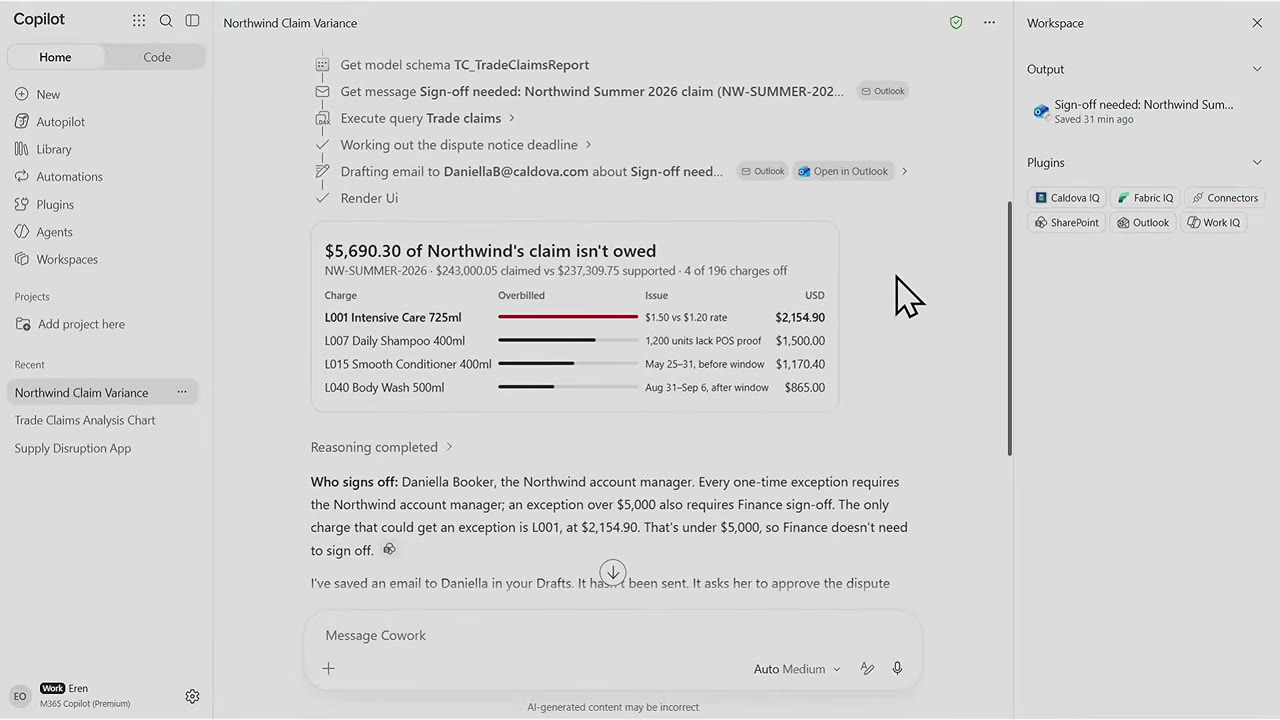 Copilot
Home
Code
New
Autopilot
Library
Automations
Plugins
Agents
Workspaces
Projects
Add project here
Recent
Northwind Claim Variance
Trade Claims Analysis Chart
Supply Disruption App
EO
Work Eren
M365 Copilot (Premium)
Northwind Claim Variance
Get model schema TC_TradeClaimsReport
Get message Sign-off needed: Northwind Summer 2026 claim (NW-SUMMER-202... Outlook
DAX Execute query Trade claims
Working out the dispute notice deadline
Drafting email to DaniellaB@caldova.com about Sign-off need... Outlook Open in Outlook
Render Ui
$5,690.30 of Northwind's claim isn't owed
NW-SUMMER-2026 · $243,000.05 claimed vs $237,309.75 supported · 4 of 196 charges off
Charge Overbilled Issue USD
L001 Intensive Care 725ml $1.50 vs $1.20 rate $2,154.90
L007 Daily Shampoo 400ml 1,200 units lack POS proof $1,500.00
L015 Smooth Conditioner 400ml May 25–31, before window $1,170.40
L040 Body Wash 500ml Aug 31–Sep 6, after window $865.00
Reasoning completed
Who signs off: Daniella Booker, the Northwind account manager. Every one-time exception requires
the Northwind account manager; an exception over $5,000 also requires Finance sign-off. The only
charge that could get an exception is L001, at $2,154.90. That's under $5,000, so Finance doesn't need
to sign off.
I've saved an email to Daniella in your Drafts. It hasn't been sent. It asks her to approve the dispute
Message Cowork
Auto Medium
AI-generated content may be incorrect
Workspace
Output
Sign-off needed: Northwind Sum...
Saved 31 min ago
Plugins
Caldova IQ Fabric IQ Connectors
SharePoint Outlook Work IQ